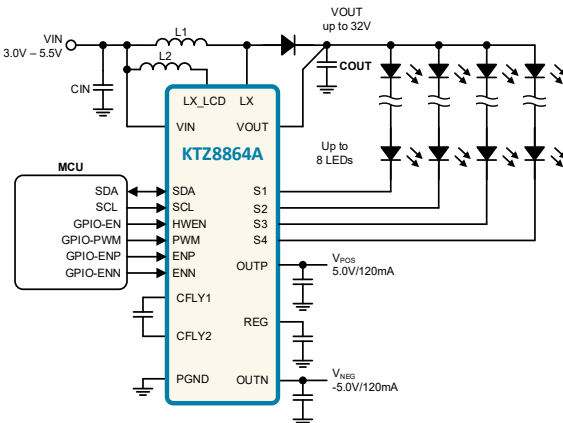 VIN
3.0V – 5.5V
L1
L2
CIN
VOUT
up to 32V
COUT
LX_LCD
LX
VIN
VOUT
KTZ8864A
Up to
8 LEDs
MCU
SDA
SCL
GPIO-EN
GPIO-PWM
GPIO-ENP
GPIO-ENN
SDA
SCL
HWEN
PWM
ENP
ENN
S1
S2
S3
S4
OUTP
VPOS
5.0V/120mA
CFLY1
CFLY2
REG
PGND
OUTN
VNEG
-5.0V/120mA